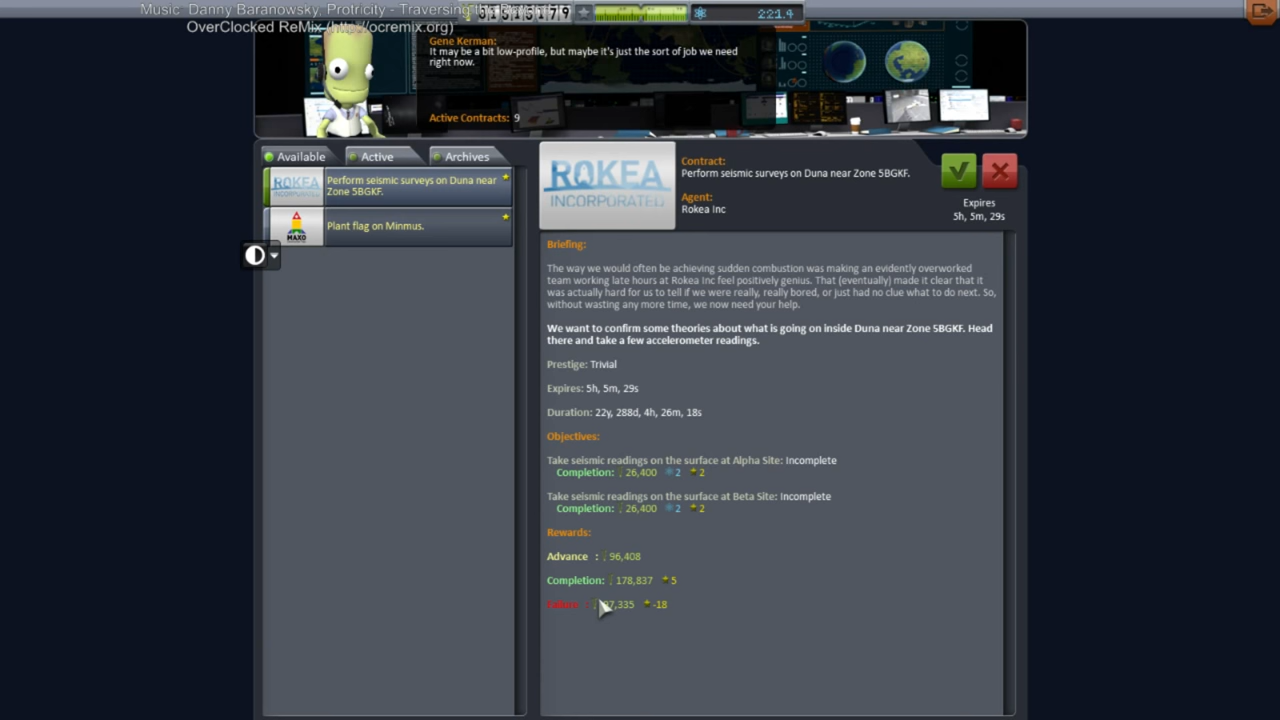 Music Danny Baranowsky, Protricity - Traversing
OverClocked ReMix (http://ocremix.org)
221.4
Gene Kerman:
It may be a bit low-profile, but maybe it's just the sort of job we need
right now.
Active Contracts: 9
Available
Active
Archives
Perform seismic surveys on Duna near
Zone 5BGKF.
MAXO
Plant flag on Minmus.
ROKEA
INCORPORATED
Contract:
Perform seismic surveys on Duna near Zone 5BGKF.
Agent:
Rokea Inc
Expires
5h, 5m, 29s
Briefing:
The way we would often be achieving sudden combustion was making an evidently overworked
team working late hours at Rokea Inc feel positively genius. That (eventually) made it clear that it
was actually hard for us to tell if we were really, really bored, or just had no clue what to do next. So,
without wasting any more time, we now need your help.
We want to confirm some theories about what is going on inside Duna near Zone 5BGKF. Head
there and take a few accelerometer readings.
Prestige: Trivial
Expires: 5h, 5m, 29s
Duration: 22y, 288d, 4h, 26m, 18s
Objectives:
Take seismic readings on the surface at Alpha Site: Incomplete
Completion: 26,400 2 2
Take seismic readings on the surface at Beta Site: Incomplete
Completion: 26,400 2 2
Rewards:
Advance : 96,408
Completion: 178,837 5
Failure : -18